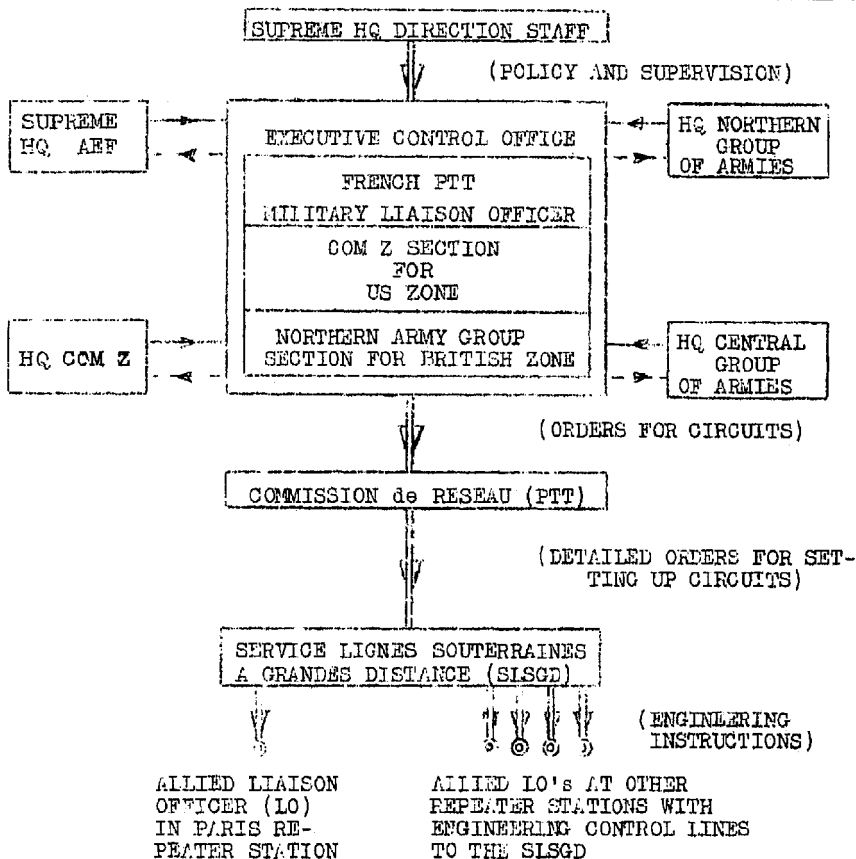 SUPREME HQ DIRECTION STAFF
(POLICY AND SUPERVISION)
SUPREME
HQ AEF
EXECUTIVE CONTROL OFFICE
FRENCH PTT
MILITARY LIAISON OFFICER
COM Z SECTION
FOR
US ZONE
NORTHERN ARMY GROUP
SECTION FOR BRITISH ZONE
HQ NORTHERN
GROUP
OF ARMIES
HQ COM Z
HQ CENTRAL
GROUP
OF ARMIES
(ORDERS FOR CIRCUITS)
COMMISSION de RESEAU (PTT)
(DETAILED ORDERS FOR SET-
TING UP CIRCUITS)
SERVICE LIGNES SOUTERRAINES
A GRANDES DISTANCE (SLSGD)
(ENGINEERING
INSTRUCTIONS)
ALLIED LIAISON
OFFICER (LO)
IN PARIS RE-
PEATER STATION
ALLIED LO's AT OTHER
REPEATER STATIONS WITH
ENGINEERING CONTROL LINES
TO THE SLSGD